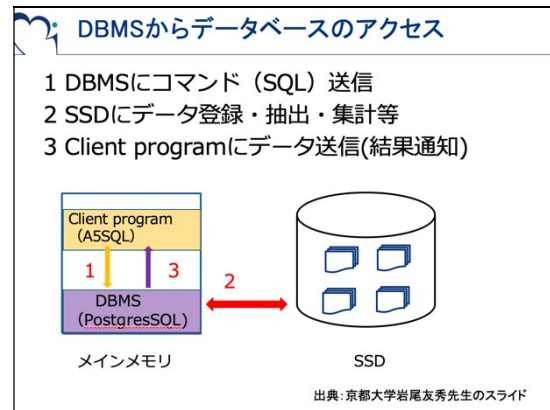 DBMSからデータベースのアクセス
1 DBMSにコマンド（SQL）送信
2 SSDにデータ登録・抽出・集計等
3 Client programにデータ送信(結果通知)
Client program
（A5SQL）
1
3
2
DBMS
（PostgresSQL）
メインメモリ
SSD
出典：京都大学岩尾友秀先生のスライド